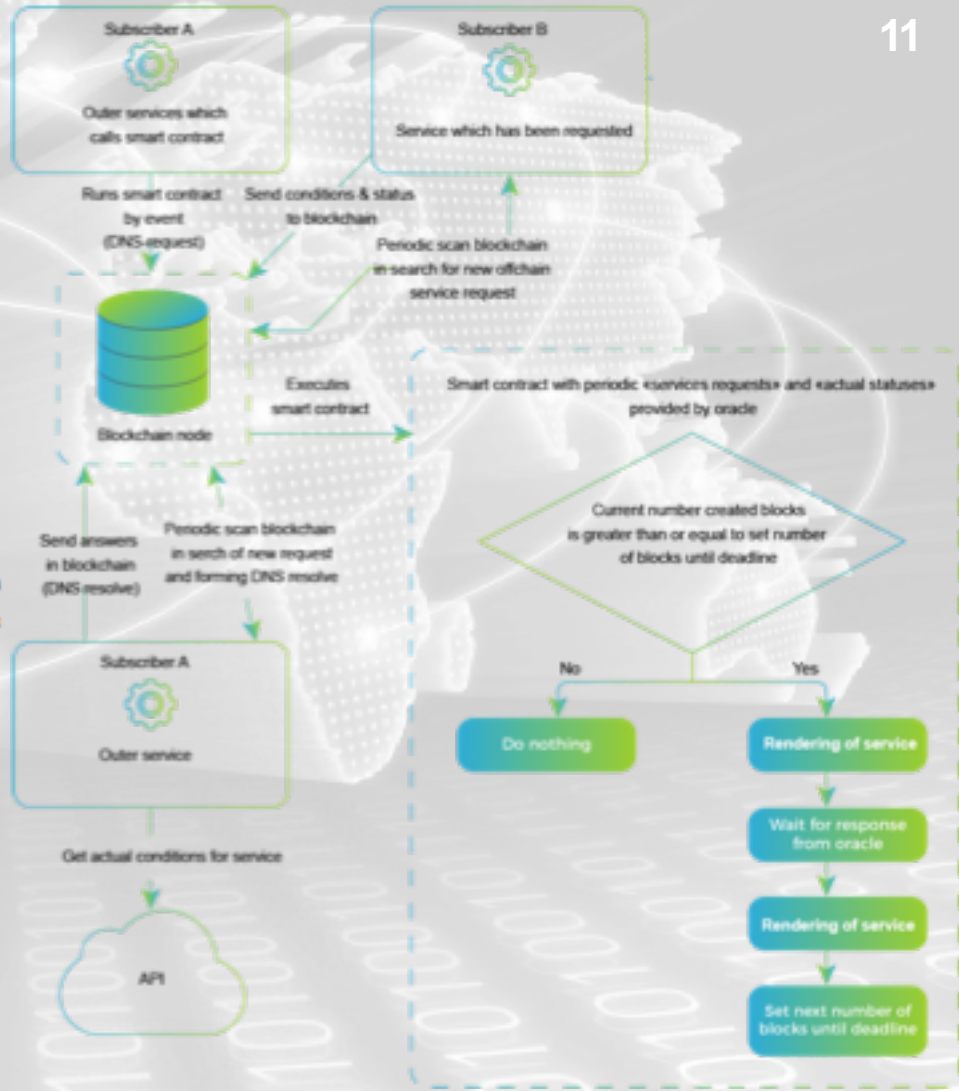 11
Subscriber A
Outer services which
calls smart contract
Subscriber B
Service which has been requested
Runs smart contract
by event
(DNS-request)
Send conditions & status
to blockchain
Periodic scan blockchain
in search for new offchain
service request
Blockchain node
Executes
smart contract
Smart contract with periodic «services requests» and «actual statuses»
provided by oracle
Current number created blocks
is greater than or equal to set number
of blocks until deadline
Send answers
in blockchain
(DNS-resolve)
Periodic scan blockchain
in serch of new request
and forming DNS resolve
Subscriber A
Outer service
No
Yes
Do nothing
Rendering of service
Wait for response
from oracle
Rendering of service
Set next number of
blocks until deadline
Get actual conditions for service
API